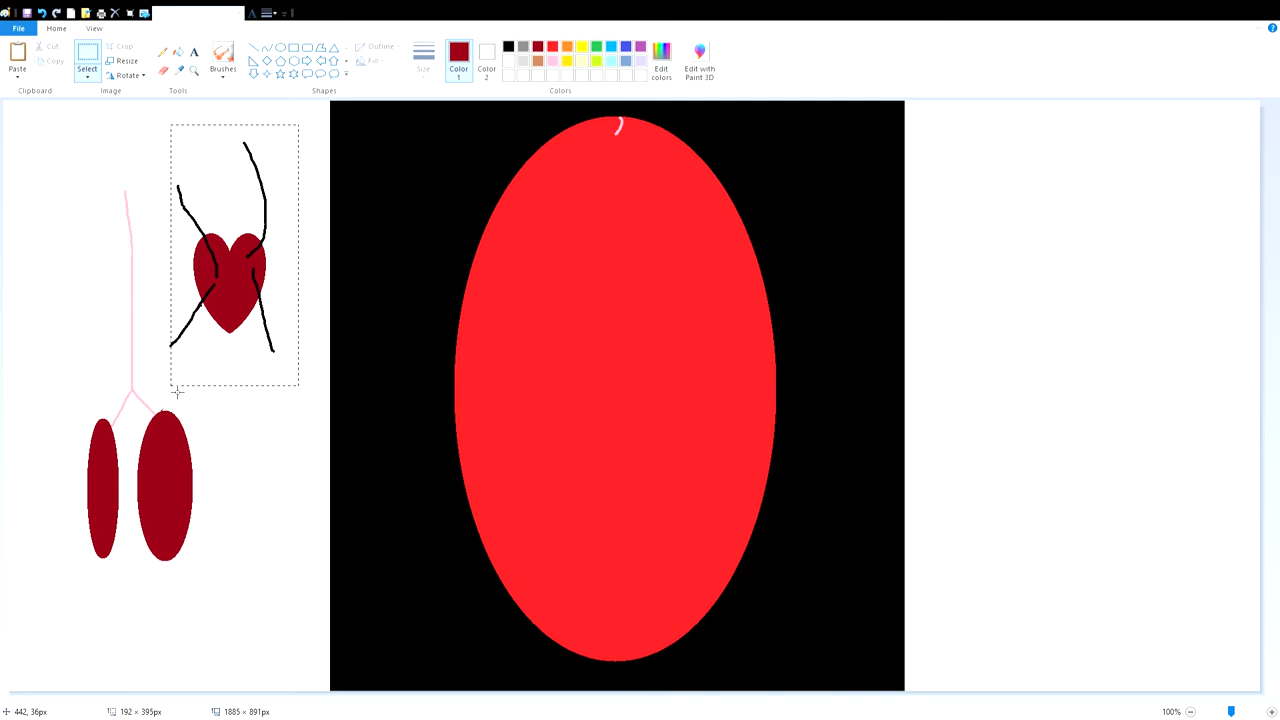 File Home View
Paste Cut Copy Clipboard
Select Crop Resize Rotate Image
Tools
Brushes
Outline Fill Shapes
Size
Color 1
Color 2
Edit colors
Edit with Paint 3D
Colors
442, 36px 192 × 395px 1885 × 891px 100%